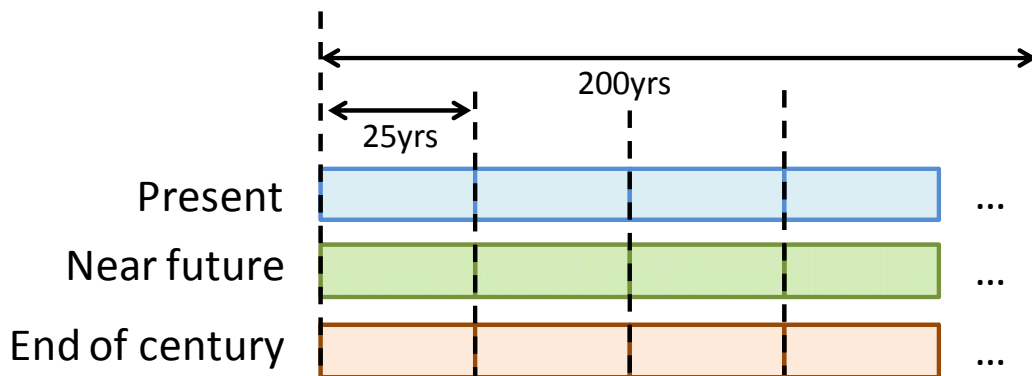 200yrs
25yrs
Present
...
Near future
...
End of century
...